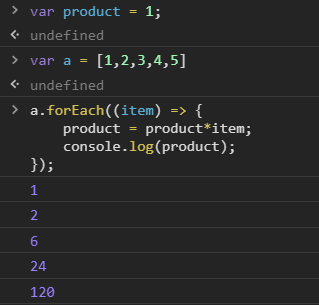 > var product = 1;
<· undefined
> var a = [1,2,3,4,5]
<· undefined
> a.forEach((item) => {
    product = product*item;
    console.log(product);
});
1
2
6
24
120